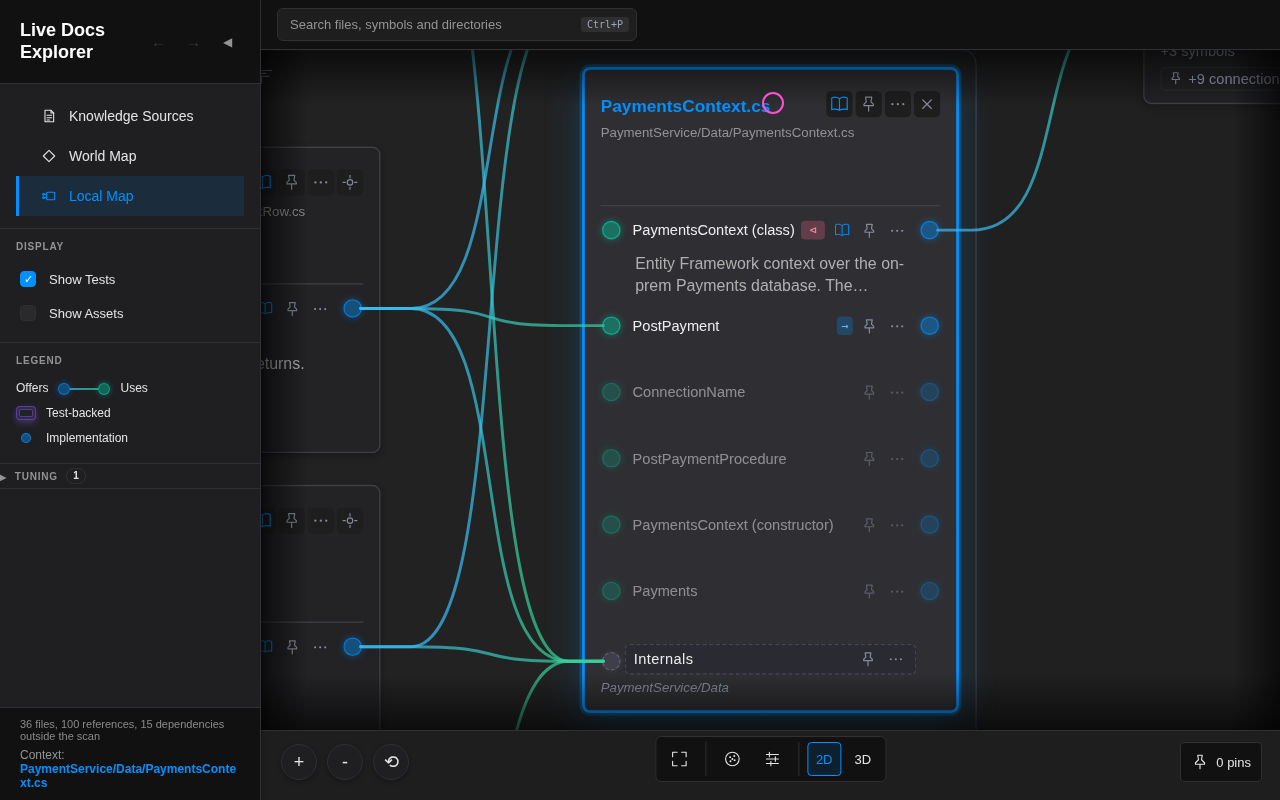 Live Docs
Explorer
Search files, symbols and directories
Ctrl+P
Knowledge Sources
World Map
Local Map
DISPLAY
Show Tests
Show Assets
LEGEND
Offers
Uses
Test-backed
Implementation
TUNING
1
36 files, 100 references, 15 dependencies
outside the scan
Context:
PaymentService/Data/PaymentsConte
xt.cs
Row.cs
eturns.
PaymentsContext.cs
PaymentService/Data/PaymentsContext.cs
PaymentsContext (class)
Entity Framework context over the on-
prem Payments database. The…
PostPayment
ConnectionName
PostPaymentProcedure
PaymentsContext (constructor)
Payments
Internals
PaymentService/Data
+3 symbols
+9 connection
+
-
2D
3D
0 pins